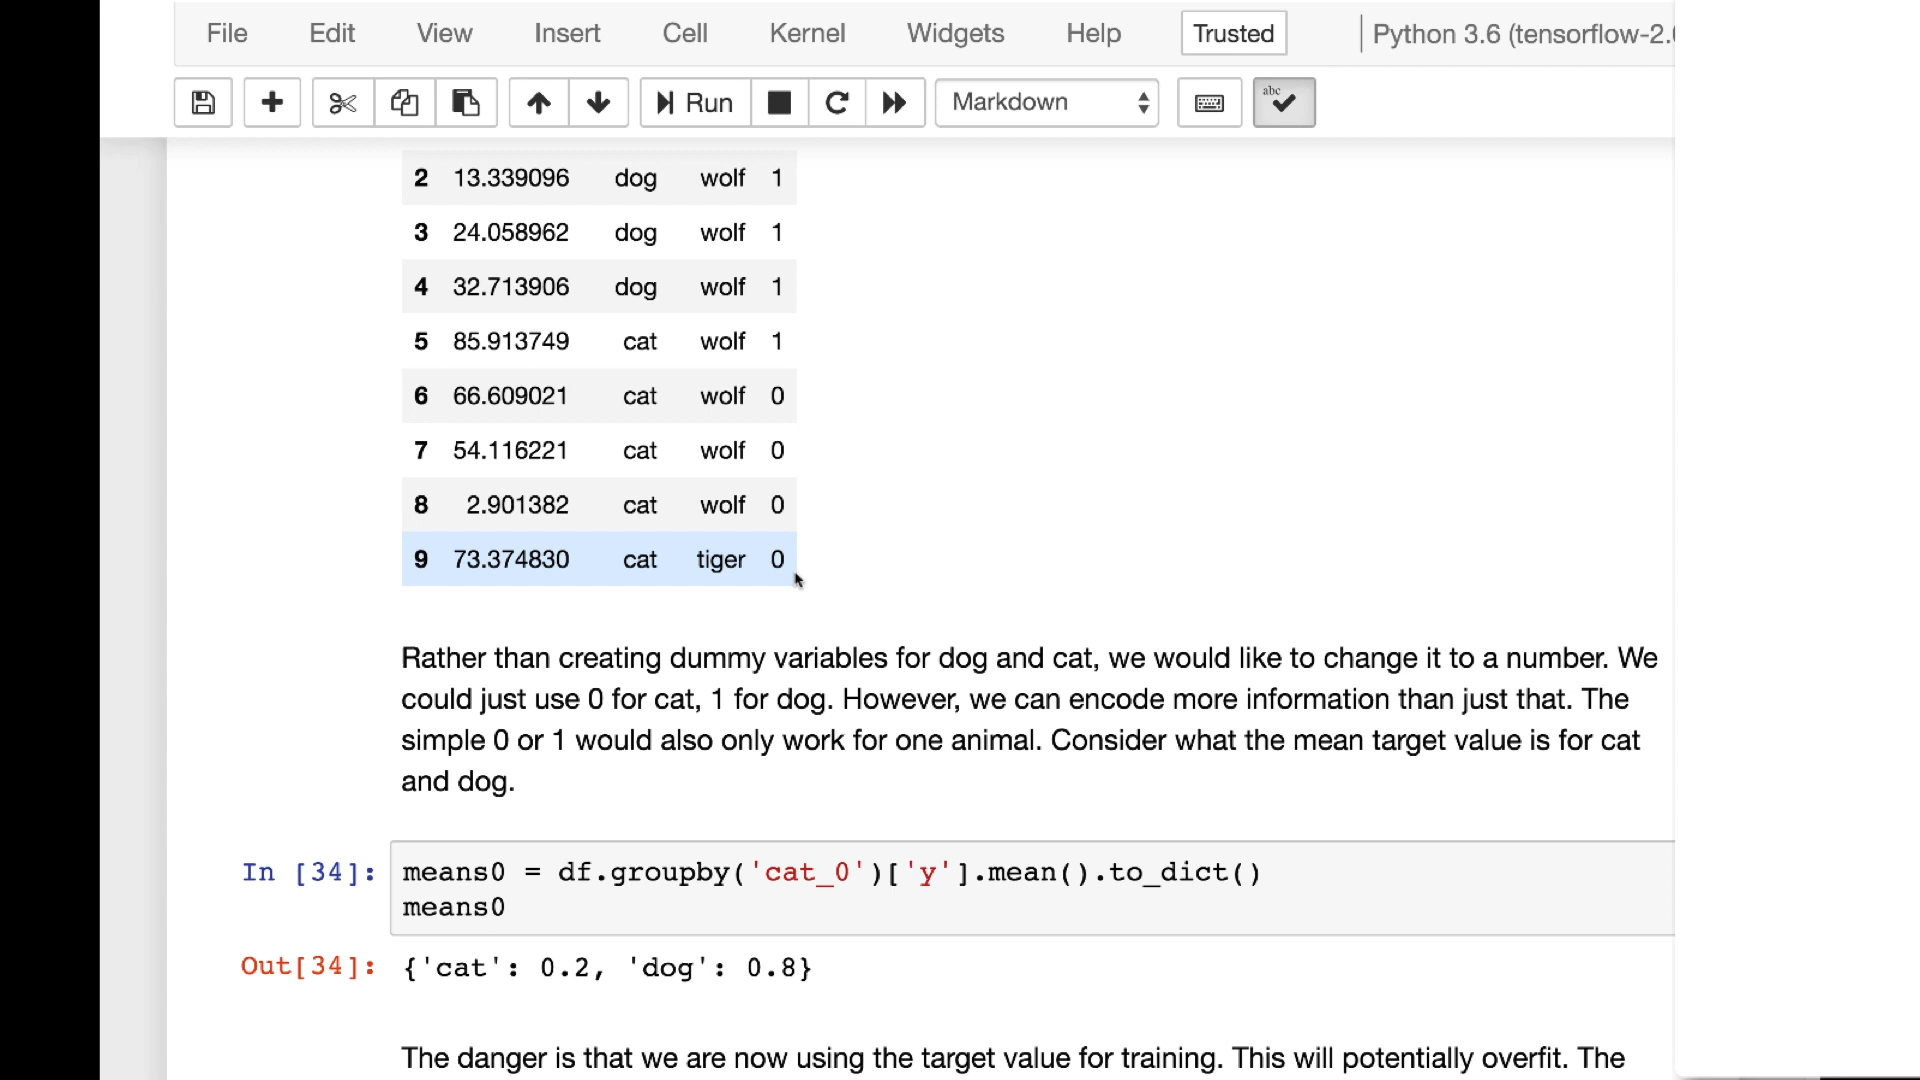 File Edit View Insert Cell Kernel Widgets Help Trusted Python 3.6 (tensorflow-2.
Run Markdown abc
2 13.339096 dog wolf 1
3 24.058962 dog wolf 1
4 32.713906 dog wolf 1
5 85.913749 cat wolf 1
6 66.609021 cat wolf 0
7 54.116221 cat wolf 0
8 2.901382 cat wolf 0
9 73.374830 cat tiger 0
Rather than creating dummy variables for dog and cat, we would like to change it to a number. We
could just use 0 for cat, 1 for dog. However, we can encode more information than just that. The
simple 0 or 1 would also only work for one animal. Consider what the mean target value is for cat
and dog.
In [34]: means0 = df.groupby('cat_0')['y'].mean().to_dict()
means0
Out[34]: {'cat': 0.2, 'dog': 0.8}
The danger is that we are now using the target value for training. This will potentially overfit. The